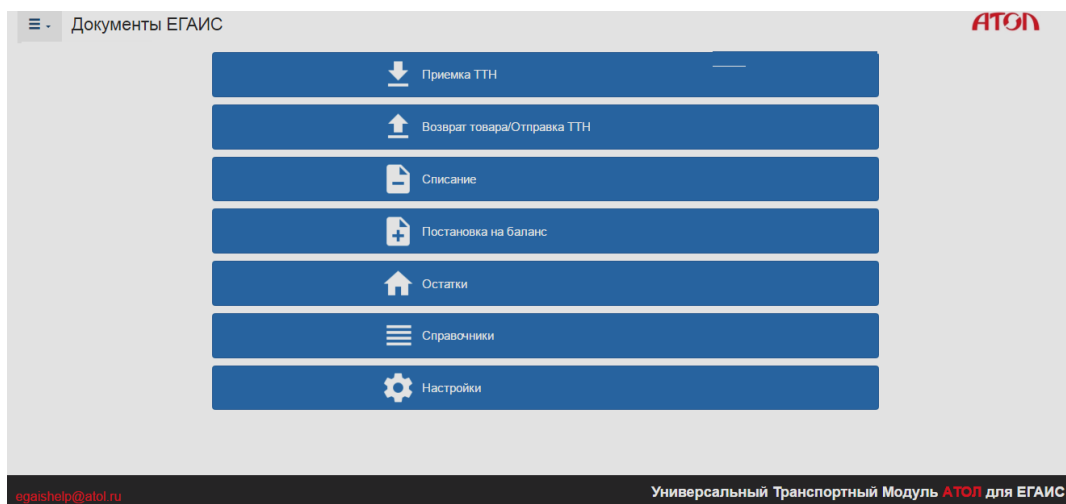 Документы ЕГАИС
АТОЛ
Приемка ТТН
Возврат товара/Отправка ТТН
Списание
Постановка на баланс
Остатки
Справочники
Настройки
egaishelp@atol.ru
Универсальный Транспортный Модуль АТОЛ для ЕГАИС